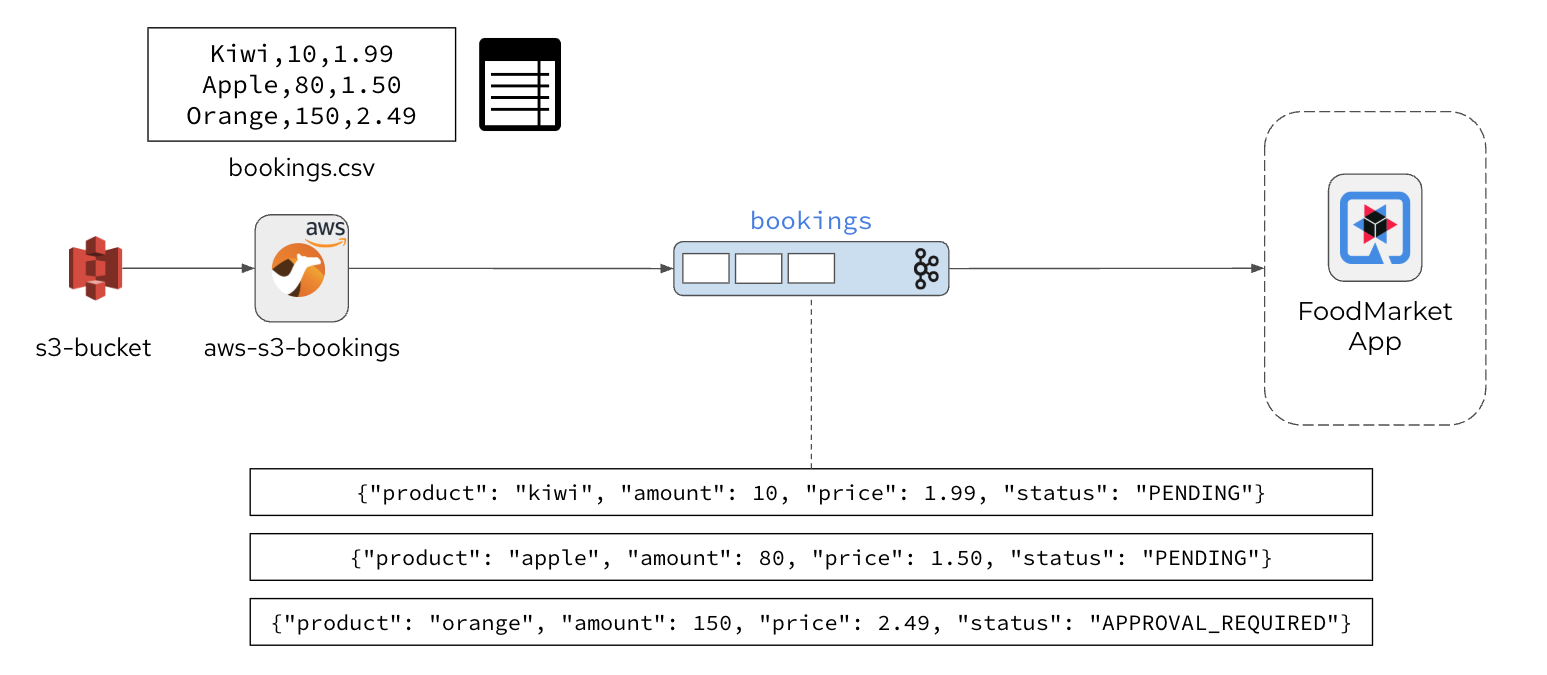 Kiwi,10,1.99
Apple,80,1.50
Orange,150,2.49
bookings.csv
aws
s3-bucket
aws-s3-bookings
bookings
FoodMarket
App
{"product": "kiwi", "amount": 10, "price": 1.99, "status": "PENDING"}
{"product": "apple", "amount": 80, "price": 1.50, "status": "PENDING"}
{"product": "orange", "amount": 150, "price": 2.49, "status": "APPROVAL_REQUIRED"}